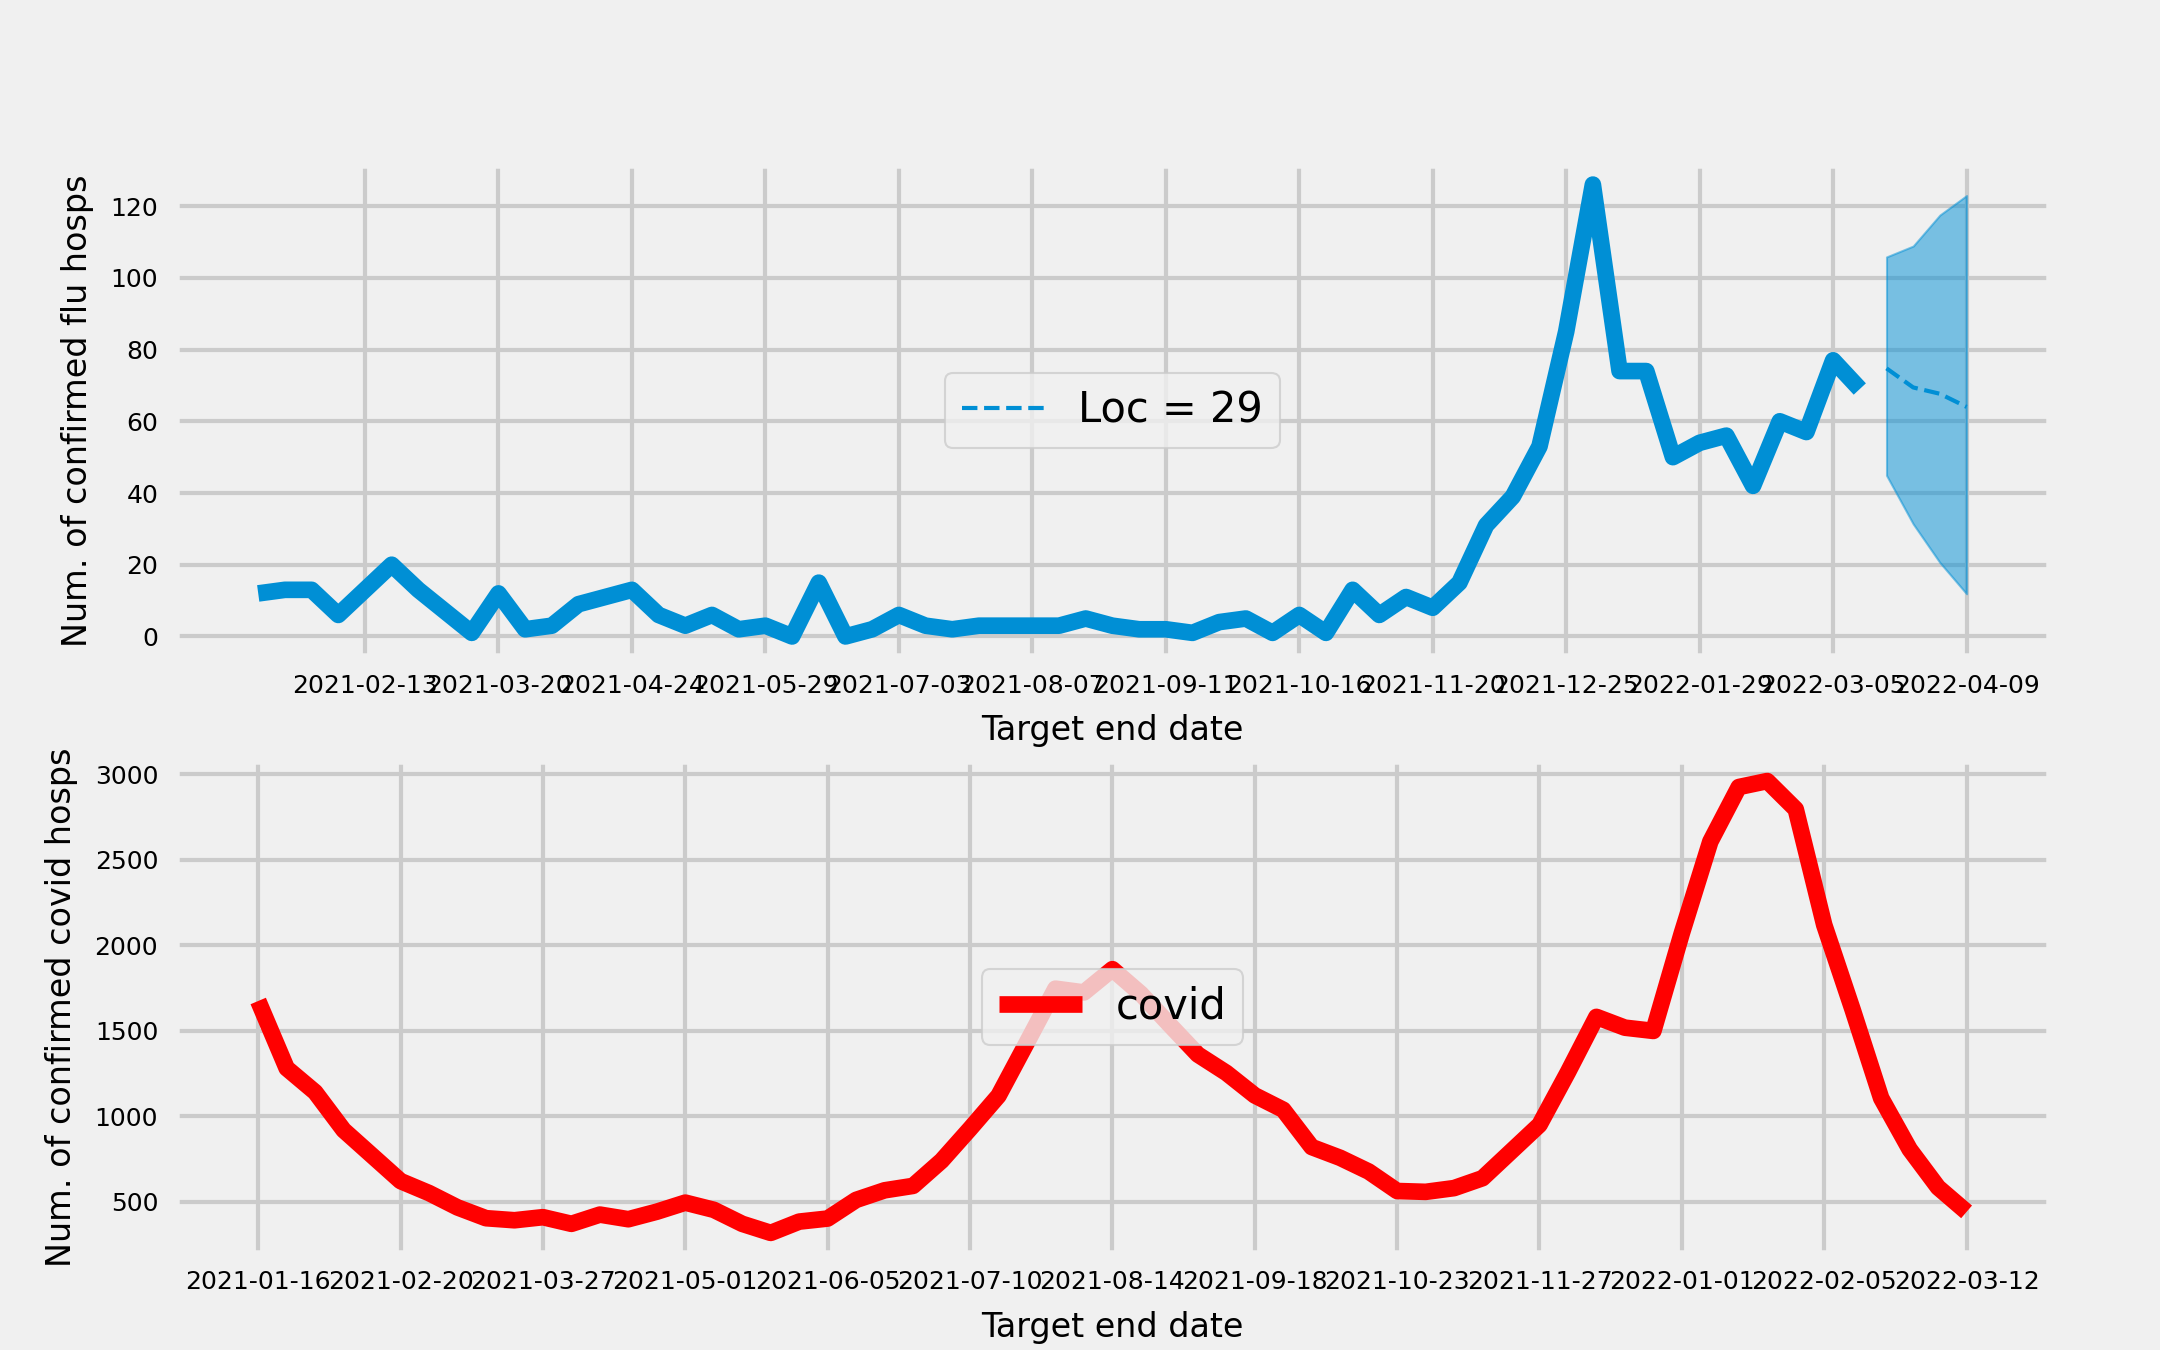 Num. of confirmed flu hosps
120
100
80
60
40
20
0
Loc = 29
2021-02-13 2021-03-20 2021-04-24 2021-05-29 2021-07-03 2021-08-07 2021-09-11 2021-10-16 2021-11-20 2021-12-25 2022-01-29 2022-03-05 2022-04-09
Target end date
Num. of confirmed covid hosps
3000
2500
2000
1500
1000
500
covid
2021-01-16 2021-02-20 2021-03-27 2021-05-01 2021-06-05 2021-07-10 2021-08-14 2021-09-18 2021-10-23 2021-11-27 2022-01-01 2022-02-05 2022-03-12
Target end date